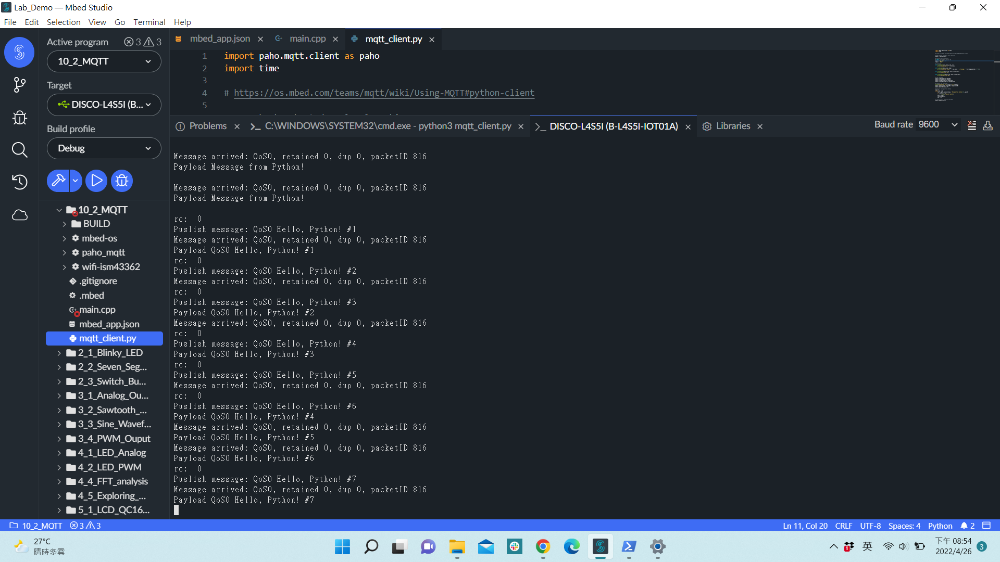 Lab_Demo — Mbed Studio
File Edit Selection View Go Terminal Help
Active program 3 3
10_2_MQTT
Target
DISCO-L4S5I (B...
Build profile
Debug
10_2_MQTT
BUILD
mbed-os
paho_mqtt
wifi-ism43362
.gitignore
.mbed
main.cpp
mbed_app.json
mqtt_client.py
2_1_Blinky_LED
2_2_Seven_Seg...
2_3_Switch_Bu...
3_1_Analog_Ou...
3_2_Sawtooth_...
3_3_Sine_Wavef...
3_4_PWM_Ouput
4_1_LED_Analog
4_2_LED_PWM
4_4_FFT_analysis
4_5_Exploring_...
5_1_LCD_QC16...
mbed_app.json main.cpp mqtt_client.py
1 import paho.mqtt.client as paho
2 import time
3
4 # https://os.mbed.com/teams/mqtt/wiki/Using-MQTT#python-client
5
Problems C:\WINDOWS\SYSTEM32\cmd.exe - python3 mqtt_client.py DISCO-L4S5I (B-L4S5I-IOT01A) Libraries Baud rate 9600
Message arrived: QoS0, retained 0, dup 0, packetID 816
Payload Message from Python!
Message arrived: QoS0, retained 0, dup 0, packetID 816
Payload Message from Python!
rc:  0
Puslish message: QoS0 Hello, Python! #1
Message arrived: QoS0, retained 0, dup 0, packetID 816
Payload QoS0 Hello, Python! #1
rc:  0
Puslish message: QoS0 Hello, Python! #2
Message arrived: QoS0, retained 0, dup 0, packetID 816
rc:  0
Puslish message: QoS0 Hello, Python! #3
Payload QoS0 Hello, Python! #2
Message arrived: QoS0, retained 0, dup 0, packetID 816
rc:  0
Puslish message: QoS0 Hello, Python! #4
Payload QoS0 Hello, Python! #3
rc:  0
Puslish message: QoS0 Hello, Python! #5
Message arrived: QoS0, retained 0, dup 0, packetID 816
rc:  0
Puslish message: QoS0 Hello, Python! #6
Payload QoS0 Hello, Python! #4
Message arrived: QoS0, retained 0, dup 0, packetID 816
Payload QoS0 Hello, Python! #5
Message arrived: QoS0, retained 0, dup 0, packetID 816
Payload QoS0 Hello, Python! #6
rc:  0
Puslish message: QoS0 Hello, Python! #7
Message arrived: QoS0, retained 0, dup 0, packetID 816
Payload QoS0 Hello, Python! #7
10_2_MQTT 3 3 Ln 11, Col 20 CRLF UTF-8 Spaces: 4 Python 2
27°C
晴時多雲
1 英
下午 08:54
2022/4/26 3